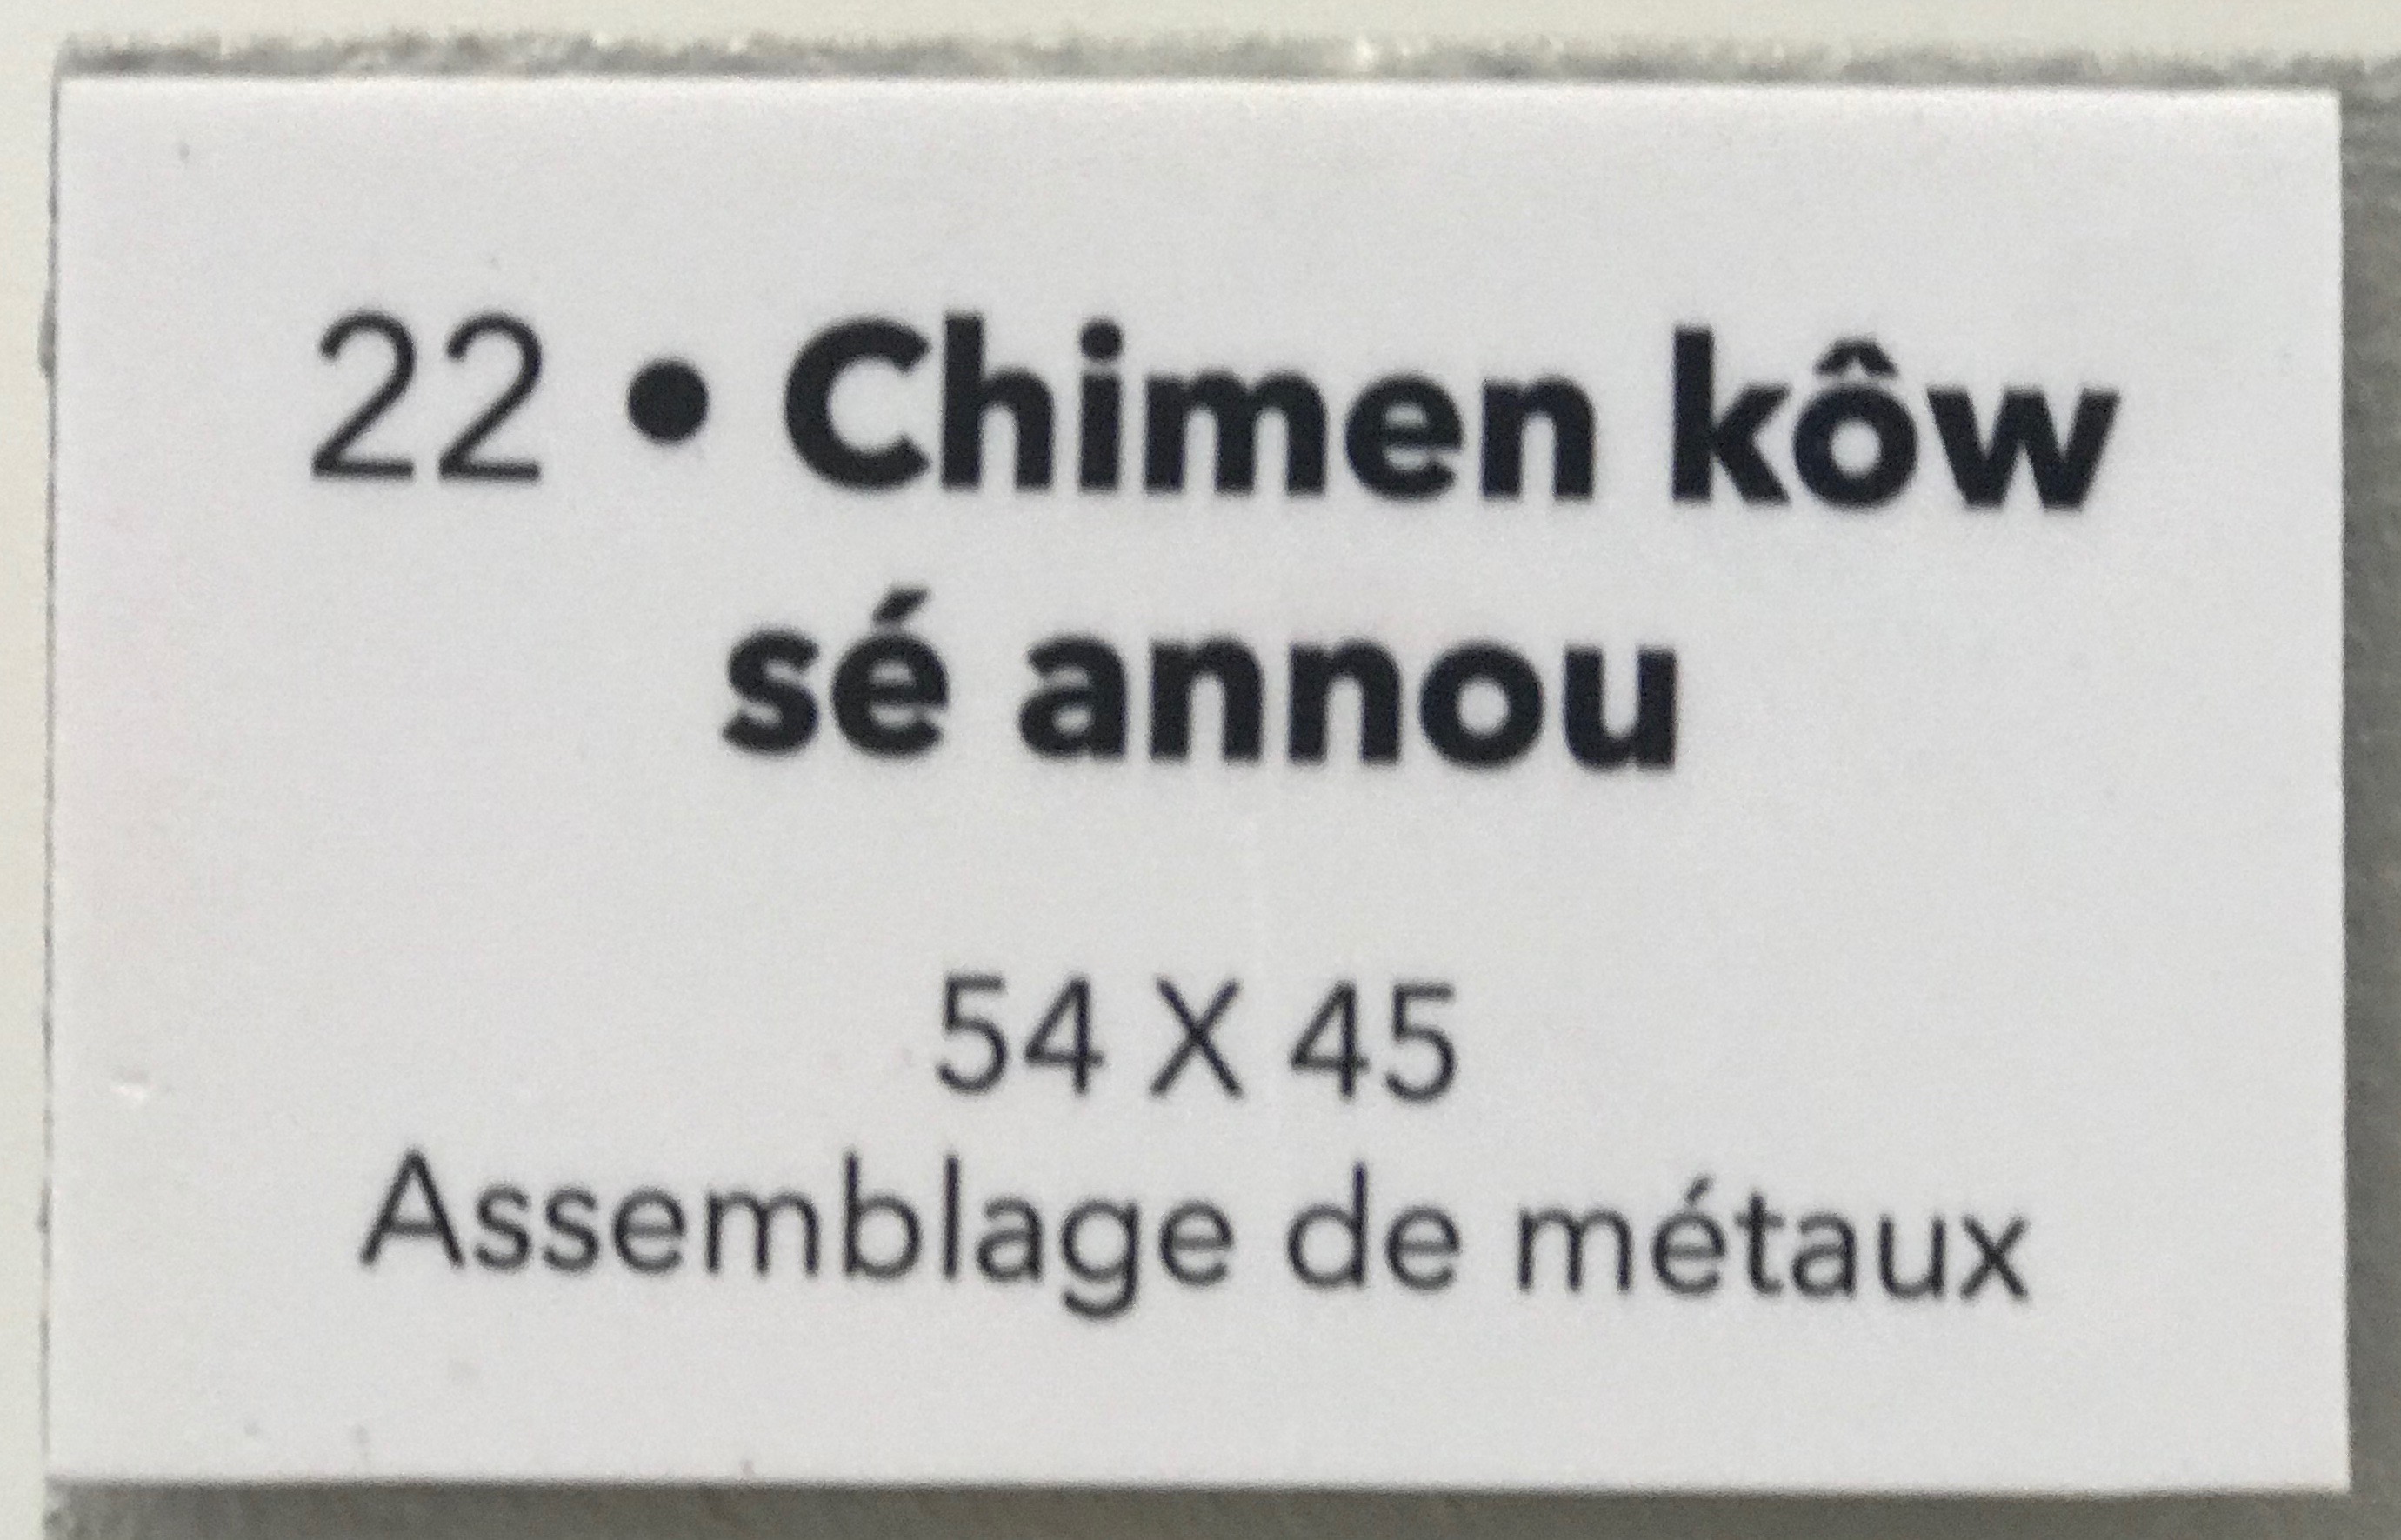 22 • Chimen kôw
sé annou
54 X 45
Assemblage de métaux